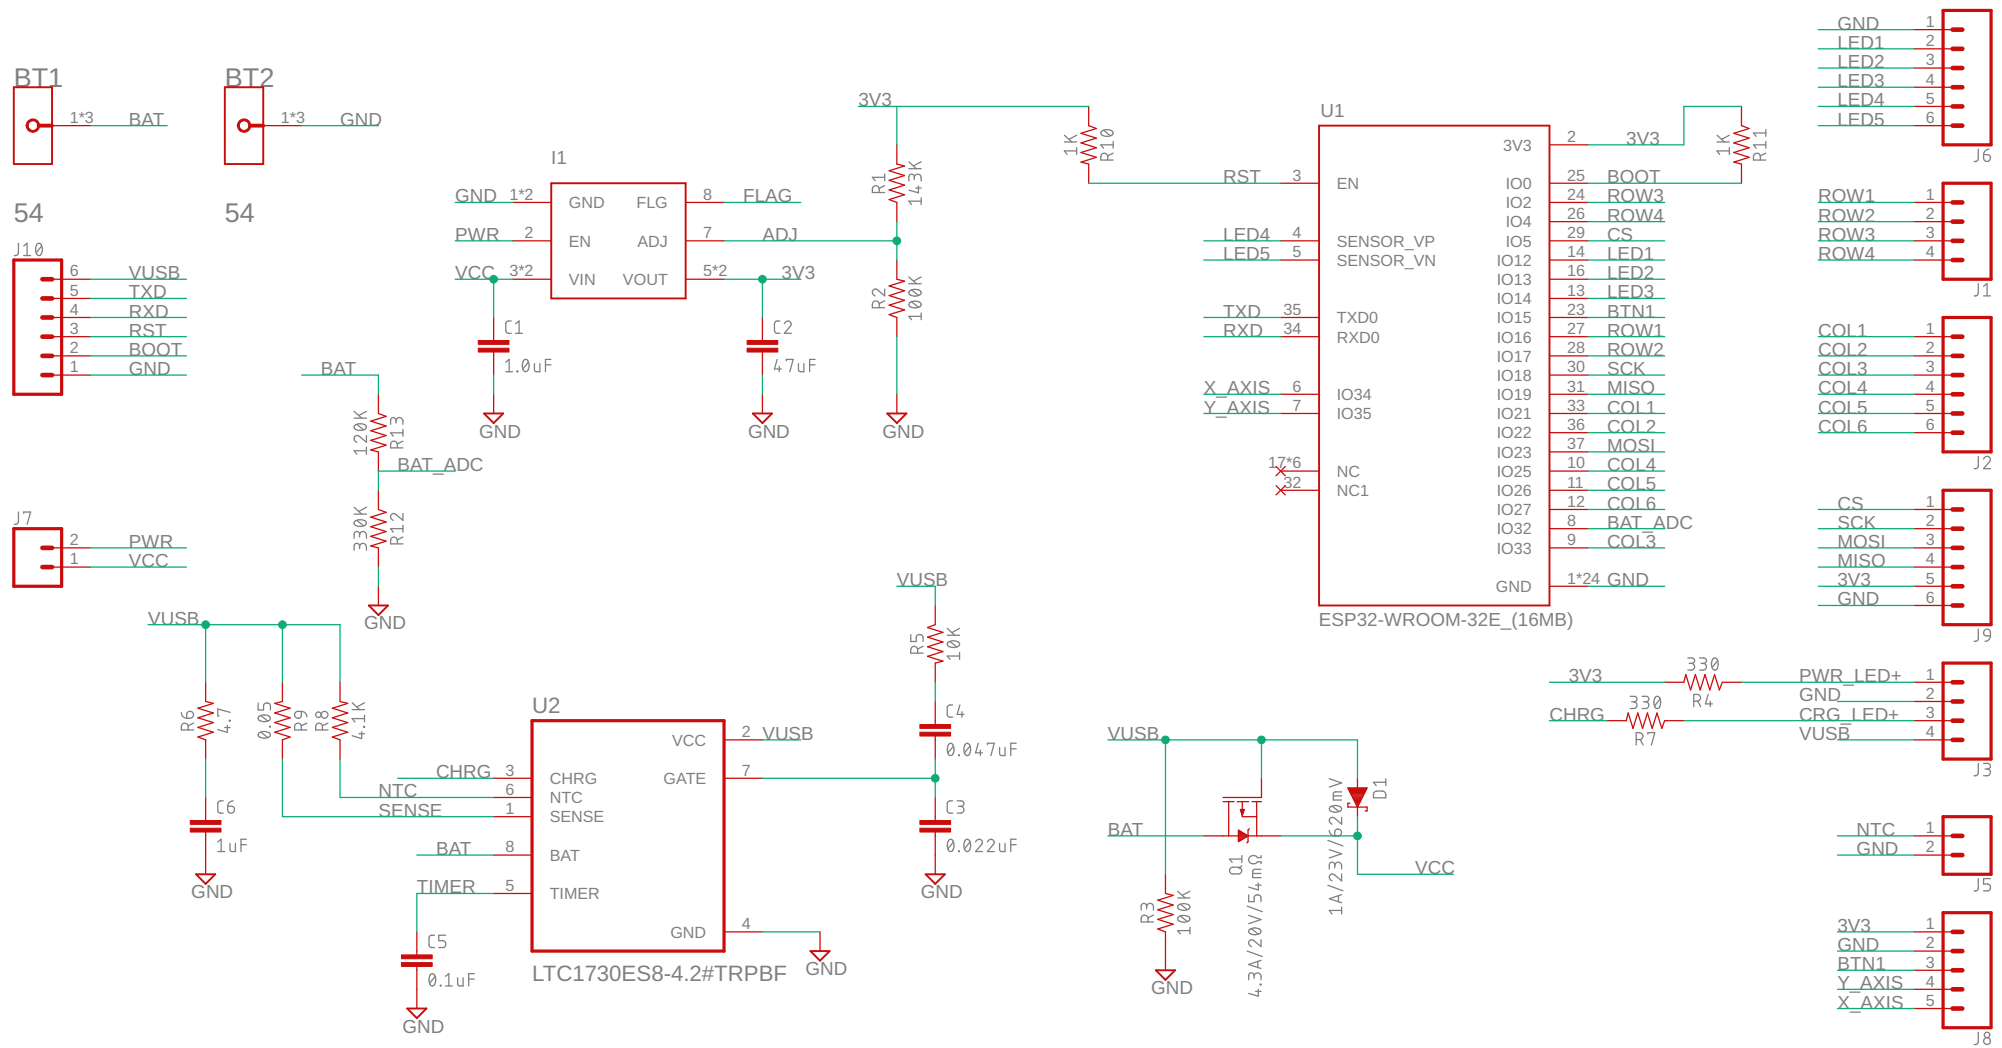 BT1
1*3 BAT
54
BT2
1*3 GND
54
J10
6 VUSB
5 TXD
4 RXD
3 RST
2 BOOT
1 GND
J7
2 PWR
1 VCC
BAT
120K R13
BAT_ADC
330K R12
GND
I1
GND 1*2 GND FLG 8 FLAG
PWR 2 EN ADJ 7 ADJ
VCC 3*2 VIN VOUT 5*2 3V3
C1
1.0uF
GND
C2
47uF
GND
3V3
R1 143K
R2 100K
GND
1K R10
U1
RST 3 EN
LED4 4 SENSOR_VP
LED5 5 SENSOR_VN
TXD 35 TXD0
RXD 34 RXD0
X_AXIS 6 IO34
Y_AXIS 7 IO35
17*6 NC
32 NC1
3V3 2 3V3
IO0 25 BOOT
IO2 24 ROW3
IO4 26 ROW4
IO5 29 CS
IO12 14 LED1
IO13 16 LED2
IO14 13 LED3
IO15 23 BTN1
IO16 27 ROW1
IO17 28 ROW2
IO18 30 SCK
IO19 31 MISO
IO21 33 COL1
IO22 36 COL2
IO23 37 MOSI
IO25 10 COL4
IO26 11 COL5
IO27 12 COL6
IO32 8 BAT_ADC
IO33 9 COL3
GND 1*24 GND
ESP32-WROOM-32E_(16MB)
1K R11
VUSB
R6 4.7
0.05 R9
R8 4.1K
C6
1uF
GND
U2
CHRG 3 CHRG
NTC 6 NTC
SENSE 1 SENSE
BAT 8 BAT
TIMER 5 TIMER
VCC 2 VUSB
GATE 7
GND 4
GND
LTC1730ES8-4.2#TRPBF
C5
0.1uF
GND
VUSB
R5 10K
C4
0.047uF
C3
0.022uF
GND
VUSB
BAT
R3 100K
GND
Q1
4.3A/20V/54mΩ
1A/23V/620mV
D1
VCC
3V3 330 R4 PWR_LED+ 1
GND 2
CHRG 330 R7 CRG_LED+ 3
VUSB 4
J3
GND 1
LED1 2
LED2 3
LED3 4
LED4 5
LED5 6
J6
ROW1 1
ROW2 2
ROW3 3
ROW4 4
J1
COL1 1
COL2 2
COL3 3
COL4 4
COL5 5
COL6 6
J2
CS 1
SCK 2
MOSI 3
MISO 4
3V3 5
GND 6
J9
NTC 1
GND 2
J5
3V3 1
GND 2
BTN1 3
Y_AXIS 4
X_AXIS 5
J8